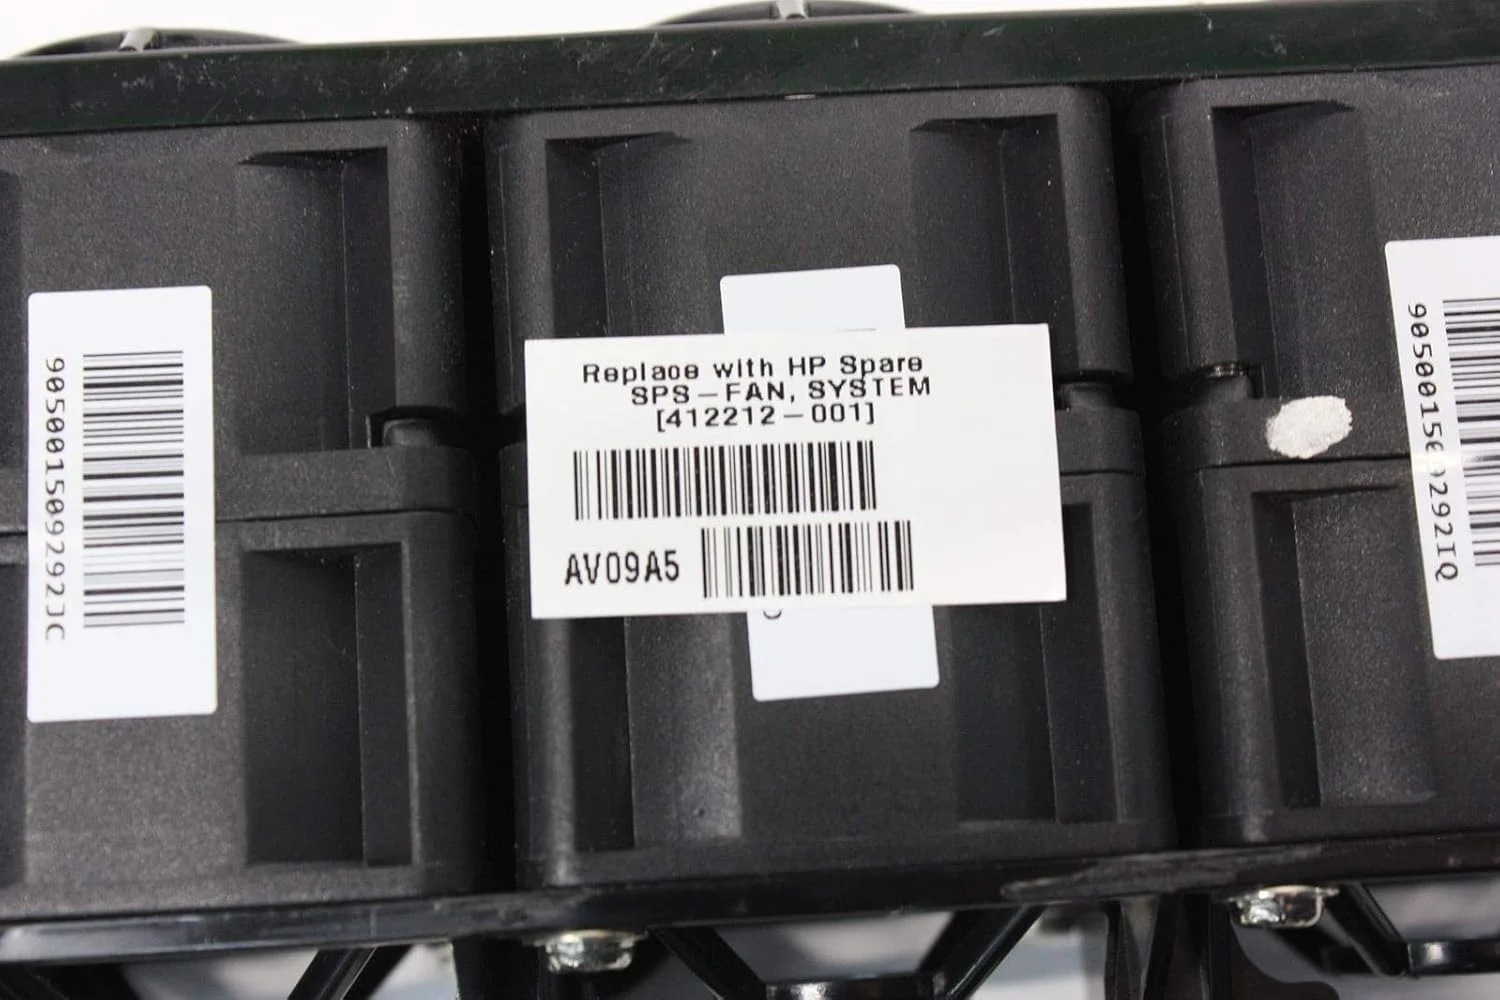 905001509292JC
Replace with HP Spare
SPS-FAN, SYSTEM
[412212-001]
AV09A5